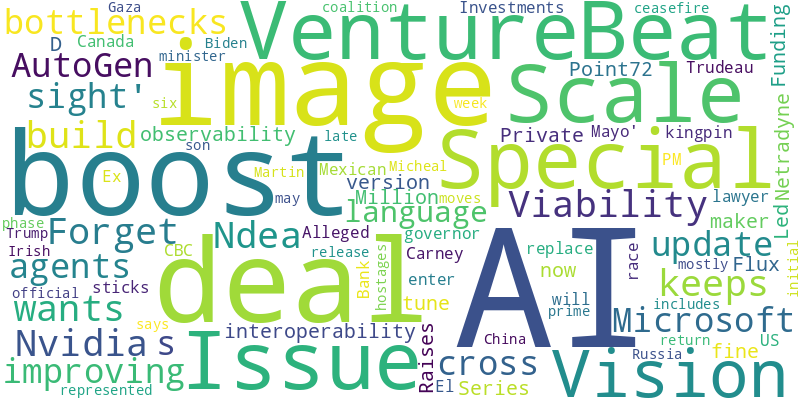 Gaza
coalition
Investments
ceasefire
Funding
bottlenecks
VentureBeat
D
Canada
Biden
minister
AutoGen
image
Scale
Point72
Trudeau
sight'
six
week
build
observability
Private
Mayo'
kingpin
Netradyne
son
late
boost
Special
Ex
Martin
Mexican
Micheal
PM
version
may
Million
moves
Viability
lawyer
Led
phase
Trump
Forget
Ndea
Alleged
language
governor
maker
Irish
CBC
release
Carney
replace
race
update
agents
deal
Bank
hostages
enter
now
AI
mostly
Flux
initial
official
sticks
tune
will
prime
keeps
wants
says
includes
Nvidia
s
Issue
interoperability
Raises
China
Microsoft
return
US
improving
cross
Vision
Russia
fine
represented
El
Series